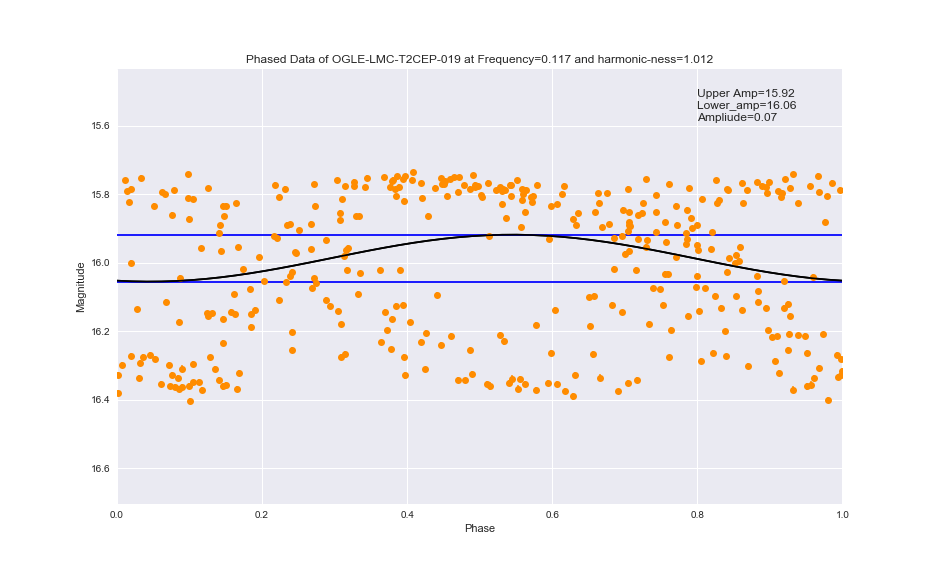 Phased Data of OGLE-LMC-T2CEP-019 at Frequency=0.117 and harmonic-ness=1.012
Upper Amp=15.92
Lower_amp=16.06
Ampliude=0.07
15.6
15.8
16.0
16.2
16.4
16.6
Magnitude
0.0
0.2
0.4
0.6
0.8
1.0
Phase